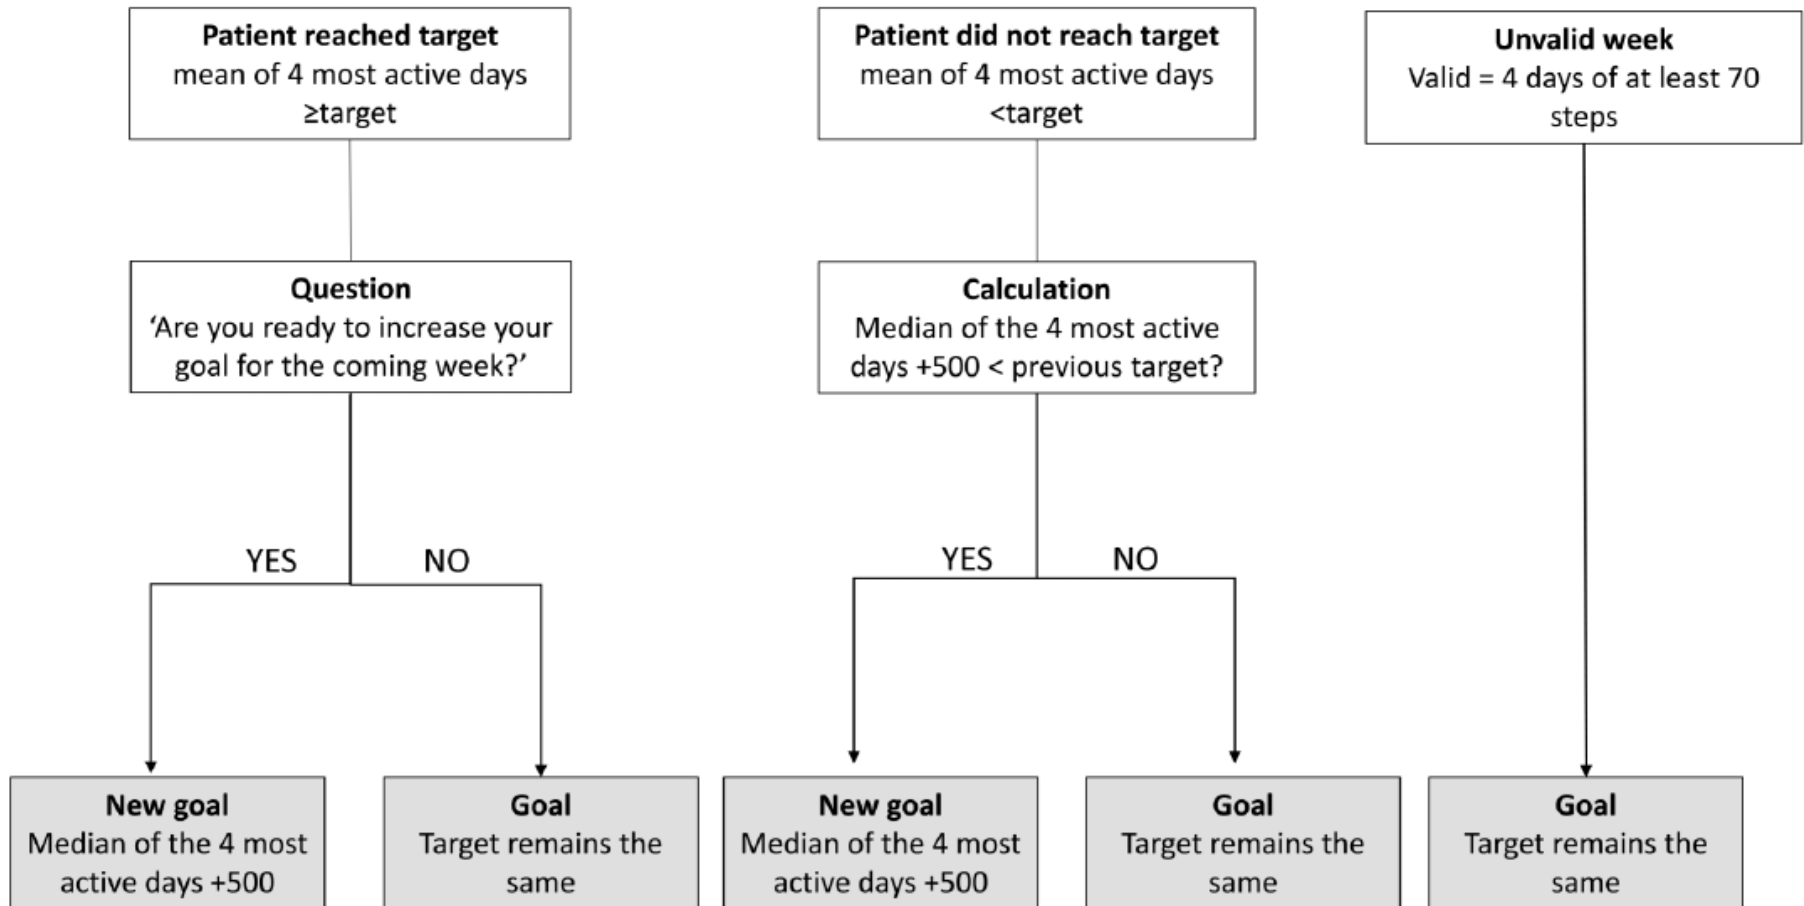 Patient reached target
mean of 4 most active days
≥target
Patient did not reach target
mean of 4 most active days
<target
Unvalid week
Valid = 4 days of at least 70
steps
Question
‘Are you ready to increase your
goal for the coming week?’
Calculation
Median of the 4 most active
days +500 < previous target?
YES
NO
YES
NO
New goal
Median of the 4 most
active days +500
Goal
Target remains the
same
New goal
Median of the 4 most
active days +500
Goal
Target remains the
same
Goal
Target remains the
same